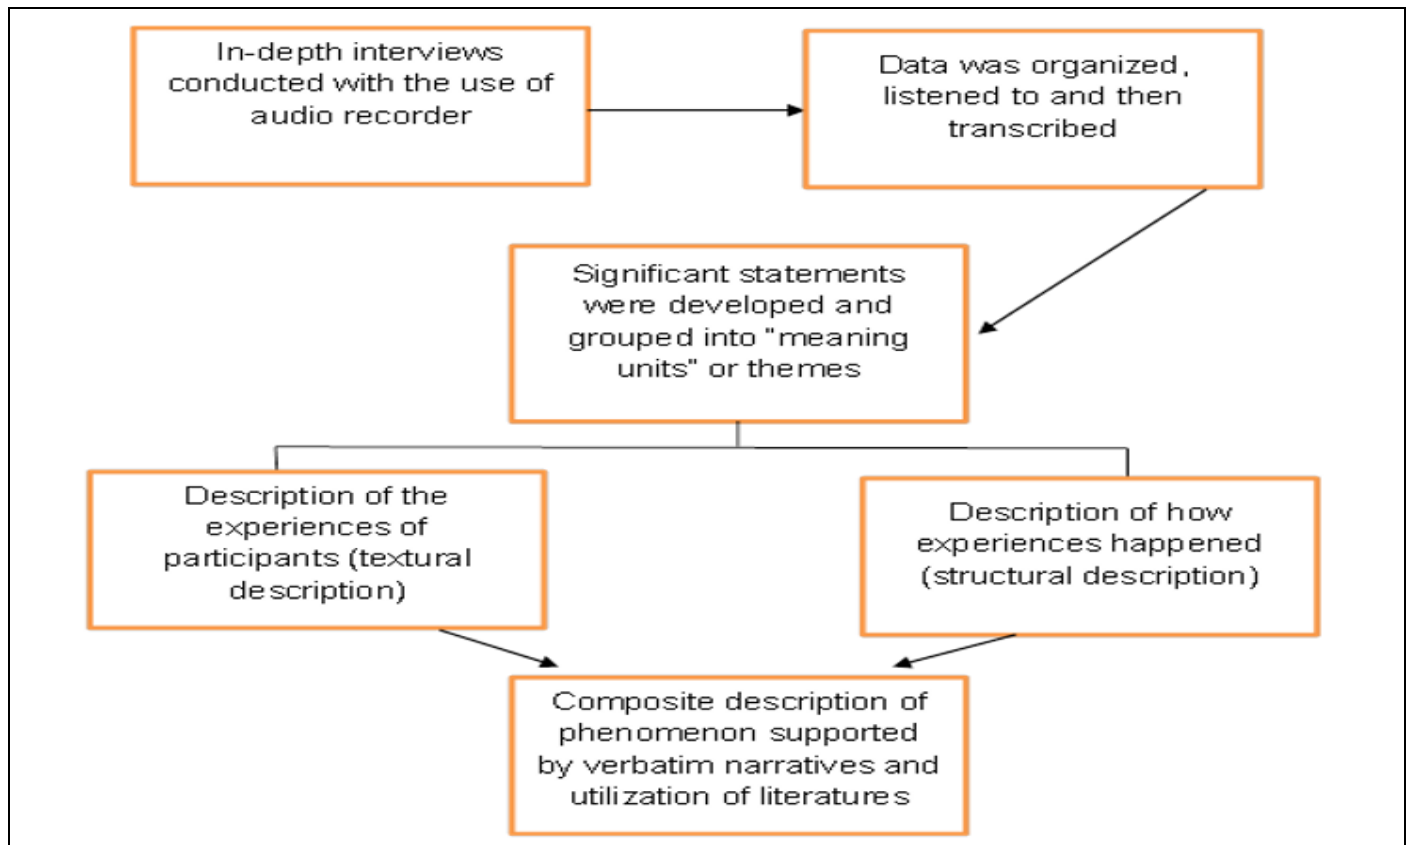 In-depth interviews
conducted with the use of
audio recorder
Data was organized,
listened to and then
transcribed
Significant statements
were developed and
grouped into "meaning
units" or themes
Description of the
experiences of
participants (textural
description)
Description of how
experiences happened
(structural description)
Composite description of
phenomenon supported
by verbatim narratives and
utilization of literatures